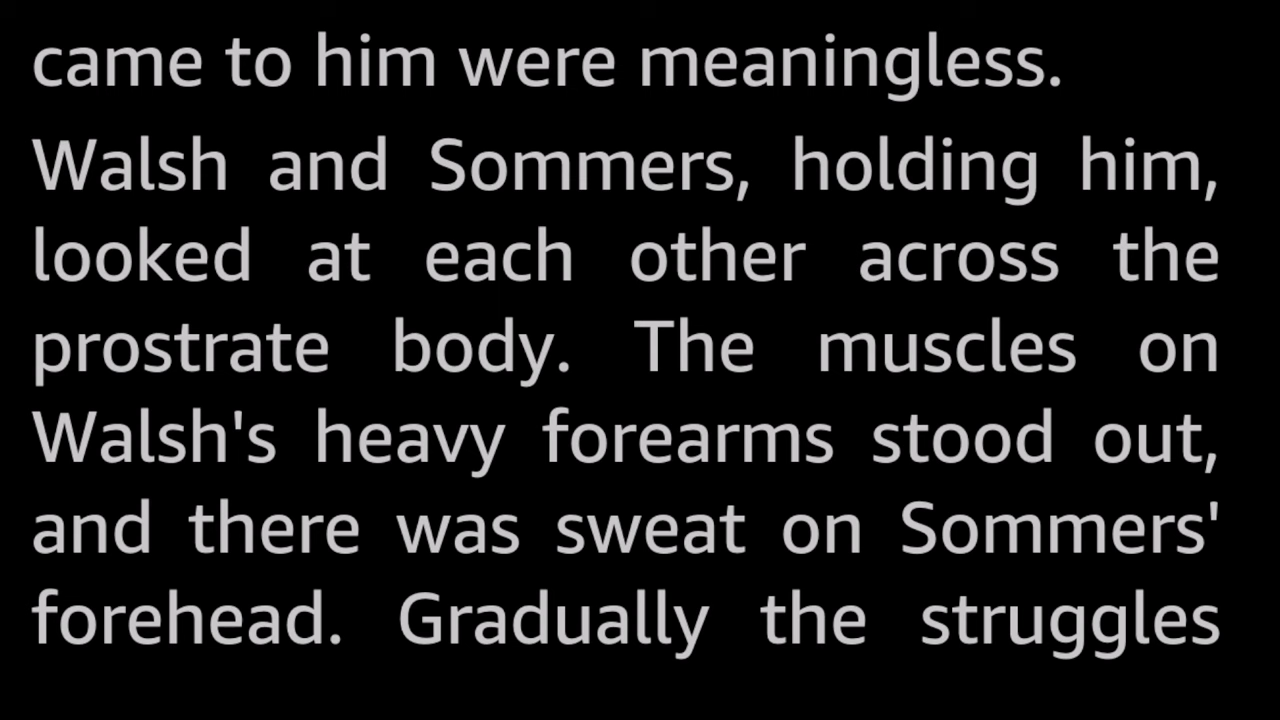 came to him were meaningless.
Walsh and Sommers, holding him,
looked at each other across the
prostrate body. The muscles on
Walsh's heavy forearms stood out,
and there was sweat on Sommers'
forehead. Gradually the struggles